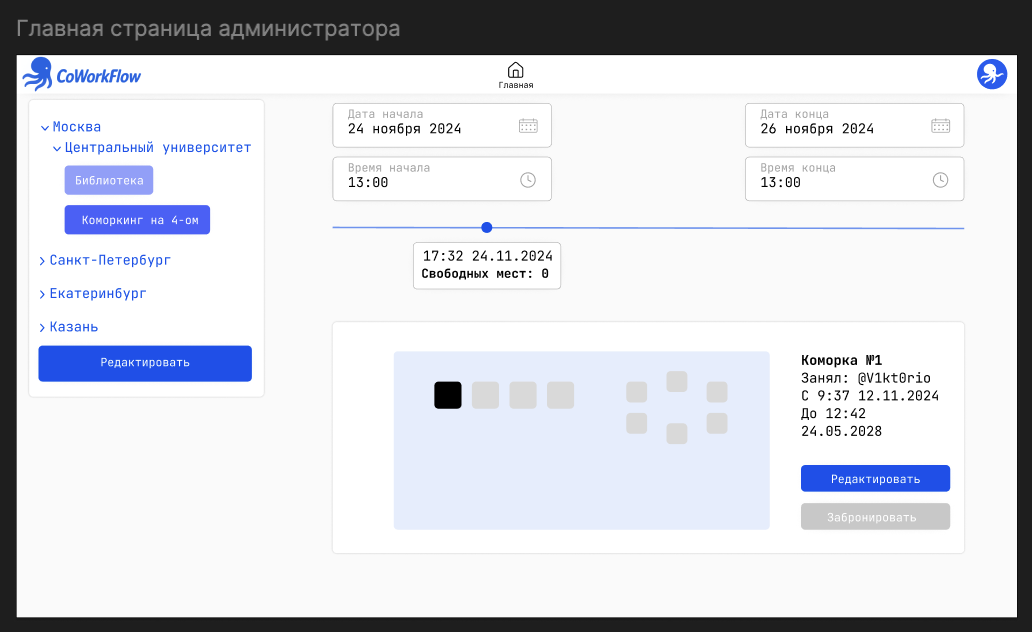 Главная страница администратора
CoWorkFlow
Главная
Москва
Центральный университет
Библиотека
Коморкинг на 4-ом
Санкт-Петербург
Екатеринбург
Казань
Редактировать
Дата начала
24 ноября 2024
Дата конца
26 ноября 2024
Время начала
13:00
Время конца
13:00
17:32 24.11.2024
Свободных мест: 0
Коморка №1
Занял: @V1kt0rio
С 9:37 12.11.2024
До 12:42
24.05.2028
Редактировать
Забронировать